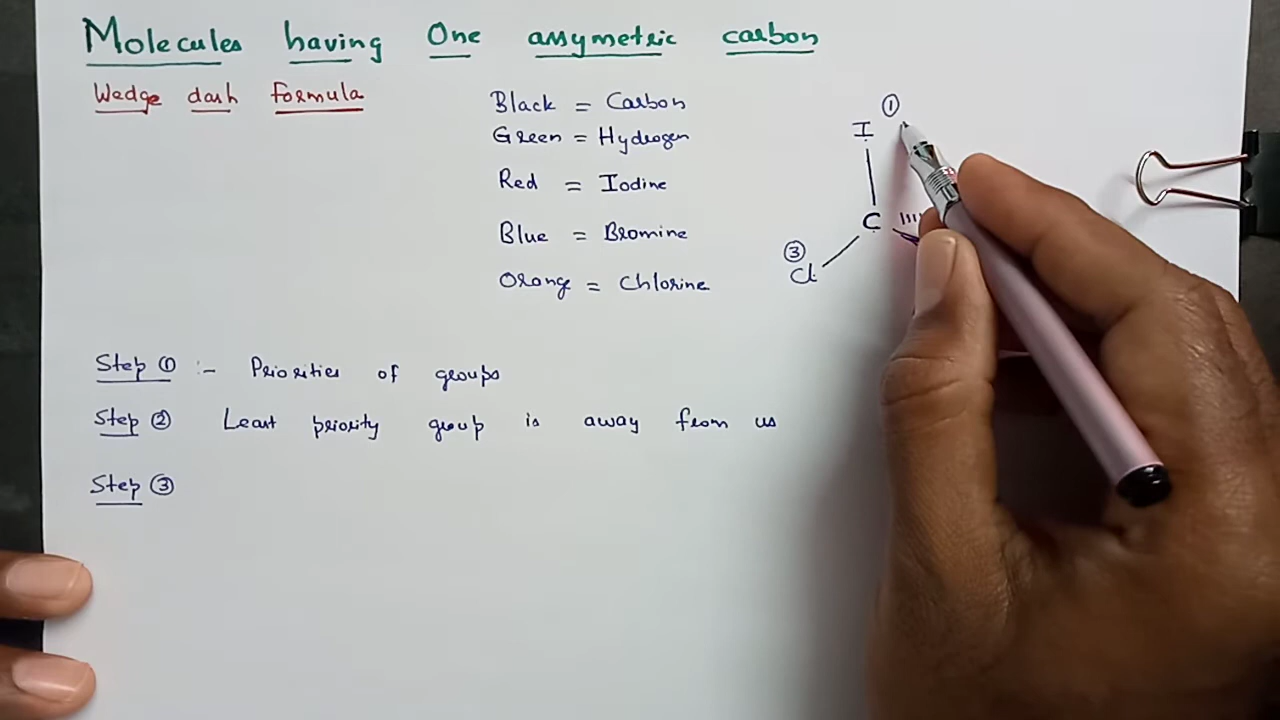 Molecules having One assymetric carbon
Wedge dash formula
Black = Carbon
Green = Hydrogen
Red = Iodine
Blue = Bromine
Orange = Chlorine
①
I
C
③
Cl
Step ① :- Priorities of groups
Step ② Least priority group is away from us
Step ③